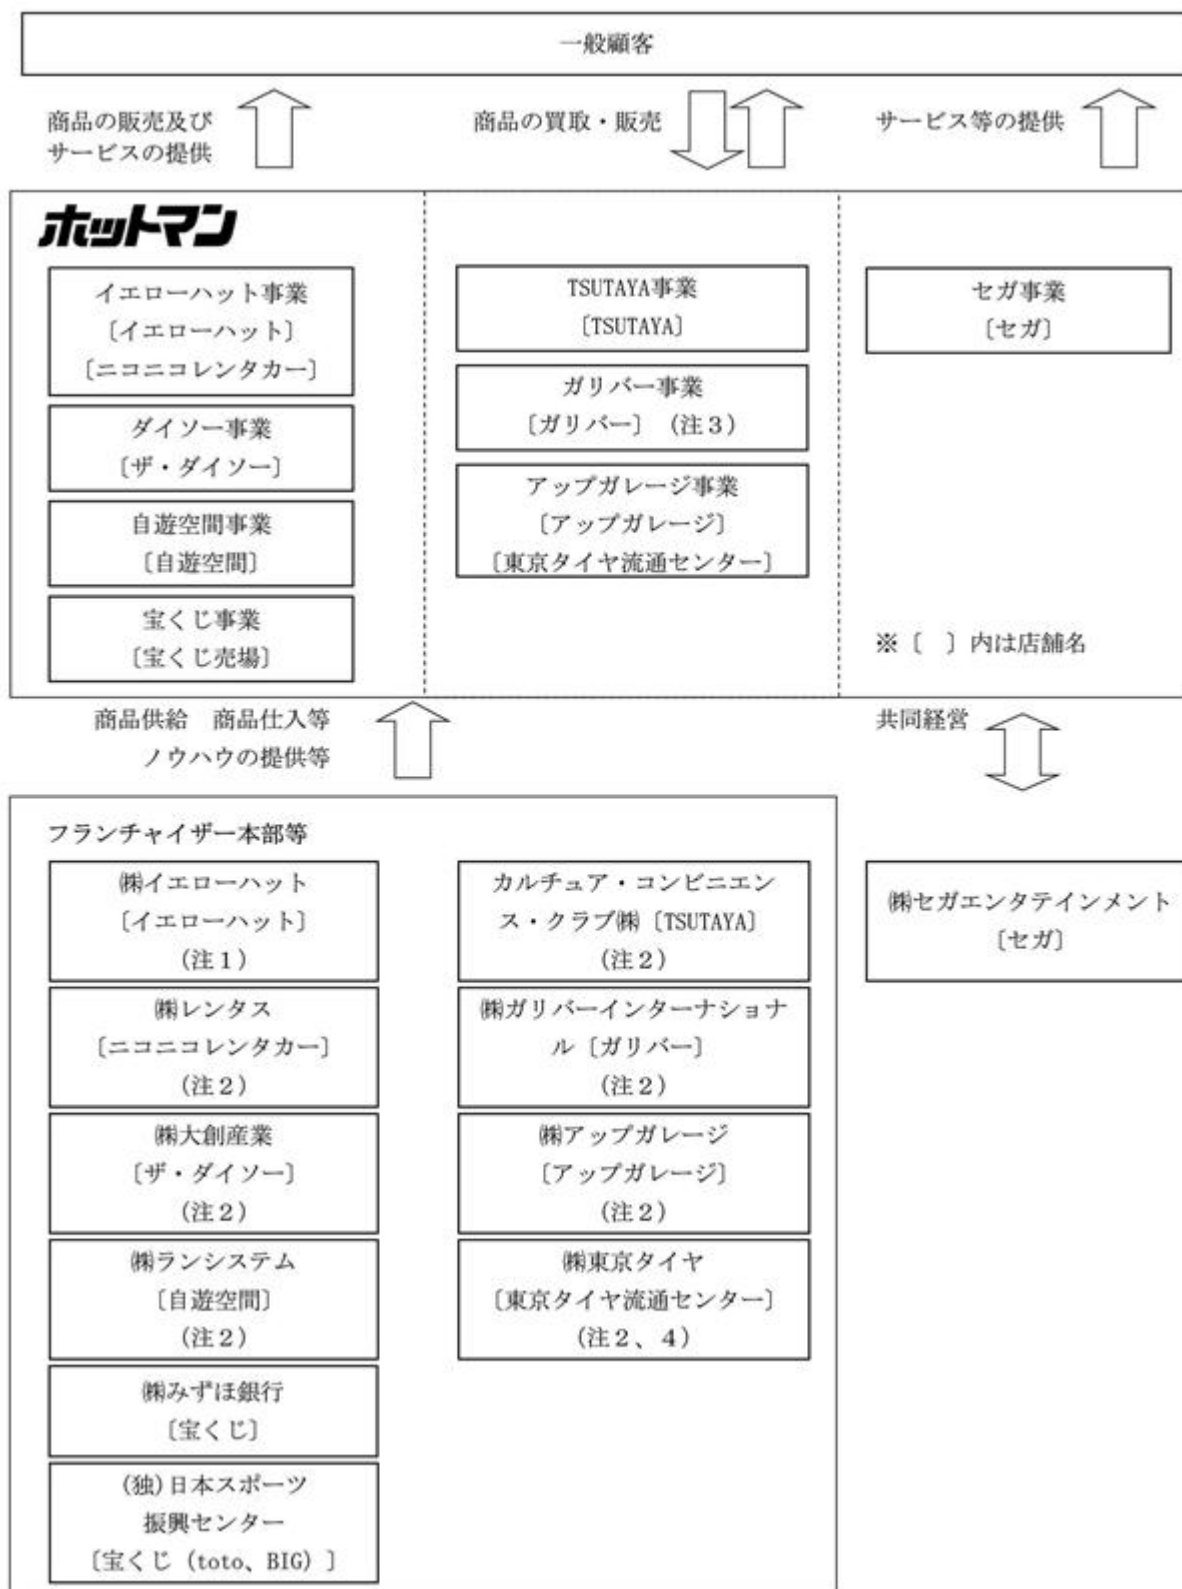 一般顧客
商品の販売及び
サービスの提供
商品の買取・販売
サービス等の提供
ホットマン
イエローハット事業
〔イエローハット〕
〔ニコニコレンタカー〕
ダイソー事業
〔ザ・ダイソー〕
自遊空間事業
〔自遊空間〕
宝くじ事業
〔宝くじ売場〕
TSUTAYA事業
〔TSUTAYA〕
ガリバー事業
〔ガリバー〕（注３）
アップガレージ事業
〔アップガレージ〕
〔東京タイヤ流通センター〕
セガ事業
〔セガ〕
※〔　〕内は店舗名
商品供給　商品仕入等
ノウハウの提供等
共同経営
フランチャイザー本部等
㈱イエローハット
〔イエローハット〕
（注１）
㈱レンタス
〔ニコニコレンタカー〕
（注２）
㈱大創産業
〔ザ・ダイソー〕
（注２）
㈱ランシステム
〔自遊空間〕
（注２）
㈱みずほ銀行
〔宝くじ〕
(独)日本スポーツ
振興センター
〔宝くじ（toto、BIG）〕
カルチュア・コンビニエン
ス・クラブ㈱〔TSUTAYA〕
（注２）
㈱ガリバーインターナショナ
ル〔ガリバー〕
（注２）
㈱アップガレージ
〔アップガレージ〕
（注２）
㈱東京タイヤ
〔東京タイヤ流通センター〕
（注２、４）
㈱セガエンタテインメント
〔セガ〕